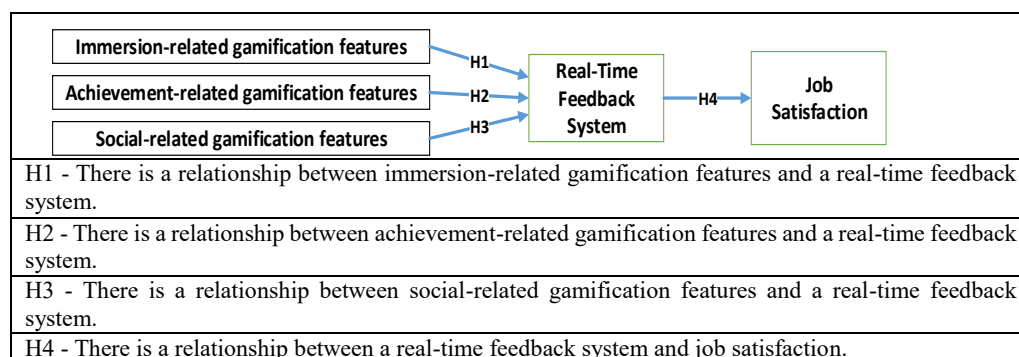 Immersion-related gamification features
H1
Achievement-related gamification features
H2
Social-related gamification features
H3
Real-Time
Feedback
System
H4
Job
Satisfaction
H1 - There is a relationship between immersion-related gamification features and a real-time feedback
system.
H2 - There is a relationship between achievement-related gamification features and a real-time feedback
system.
H3 - There is a relationship between social-related gamification features and a real-time feedback
system.
H4 - There is a relationship between a real-time feedback system and job satisfaction.